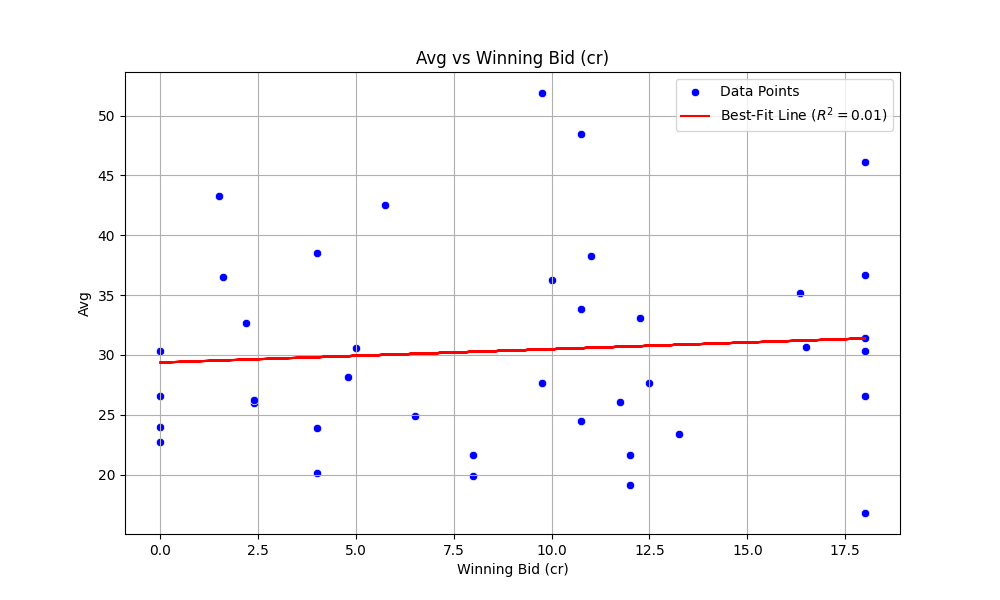 Avg vs Winning Bid (cr)
Data Points
Best-Fit Line (R² = 0.01)
50
45
40
35
30
25
20
Avg
0.0 2.5 5.0 7.5 10.0 12.5 15.0 17.5
Winning Bid (cr)